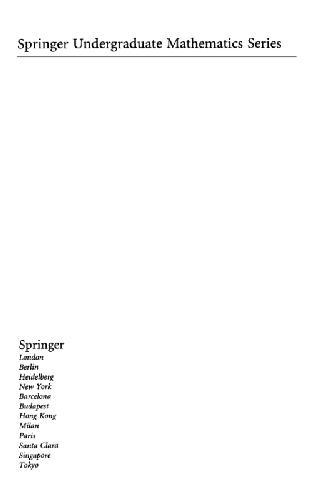 Springer Undergraduate Mathematics Series
Springer
London
Berlin
Heidelberg
New York
Barcelona
Budapest
Hong Kong
Milan
Paris
Santa Clara
Singapore
Tokyo